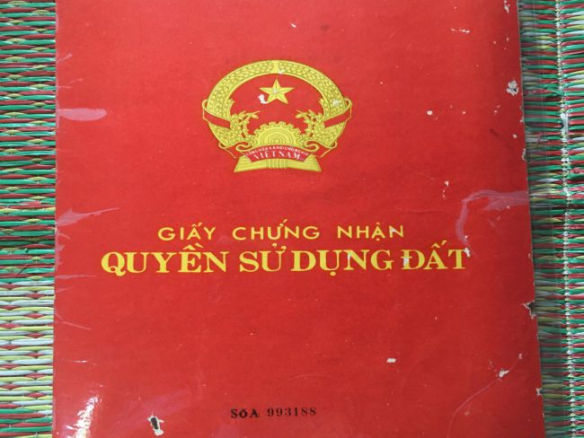 VIỆT NAM
GIẤY CHỨNG NHẬN
QUYỀN SỬ DỤNG ĐẤT
Số A 993188